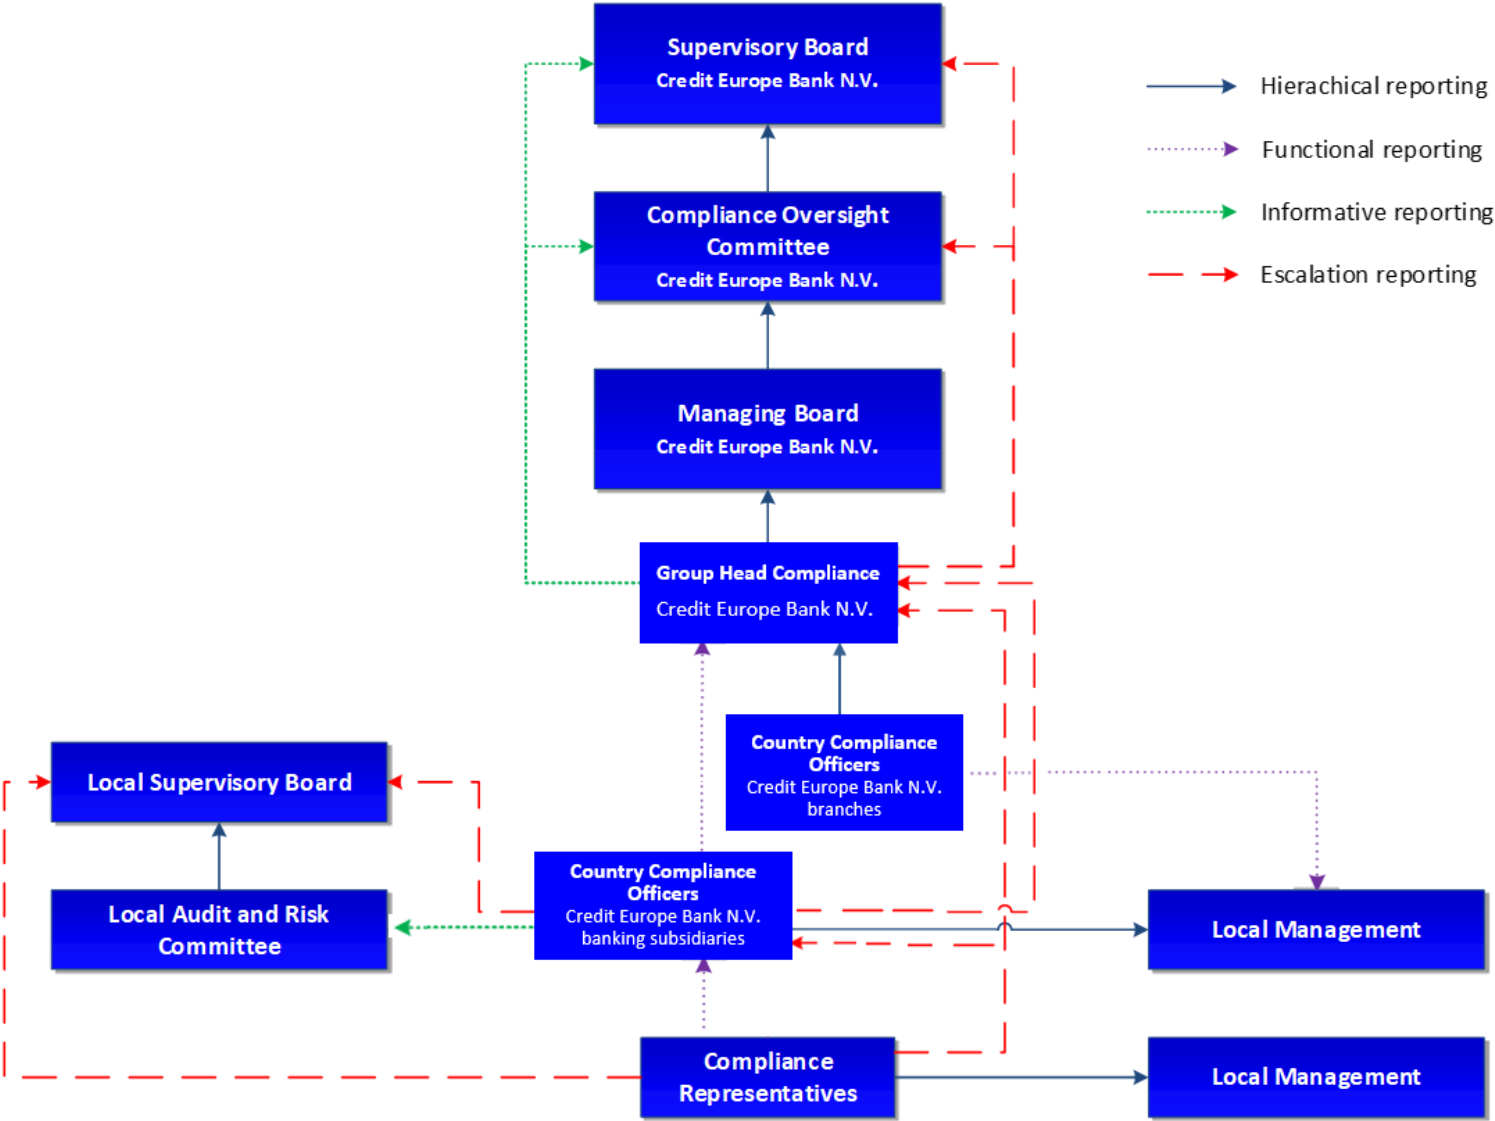 Supervisory Board
Credit Europe Bank N.V.
Hierachical reporting
Functional reporting
Informative reporting
Escalation reporting
Compliance Oversight
Committee
Credit Europe Bank N.V.
Managing Board
Credit Europe Bank N.V.
Group Head Compliance
Credit Europe Bank N.V.
Country Compliance
Officers
Credit Europe Bank N.V.
branches
Local Supervisory Board
Country Compliance
Officers
Credit Europe Bank N.V.
banking subsidiaries
Local Audit and Risk
Committee
Local Management
Compliance
Representatives
Local Management